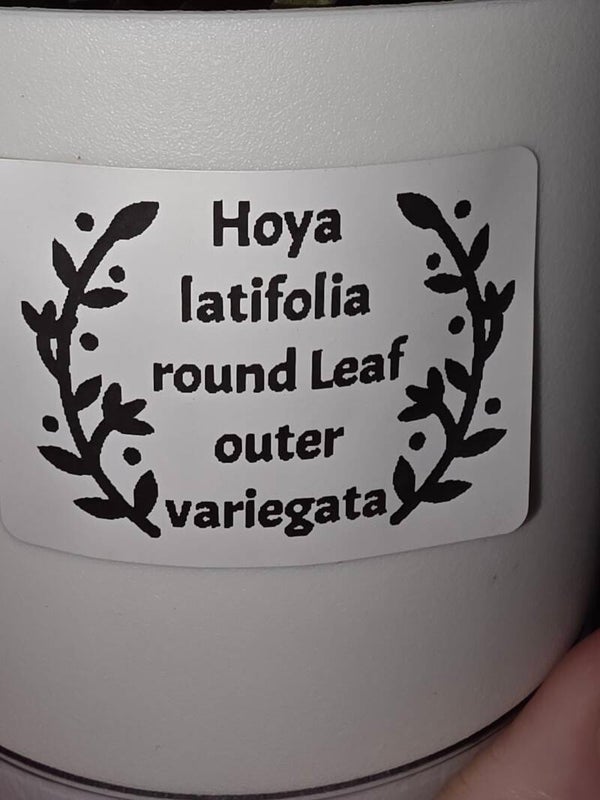 Hoya
latifolia
round Leaf
outer
variegata